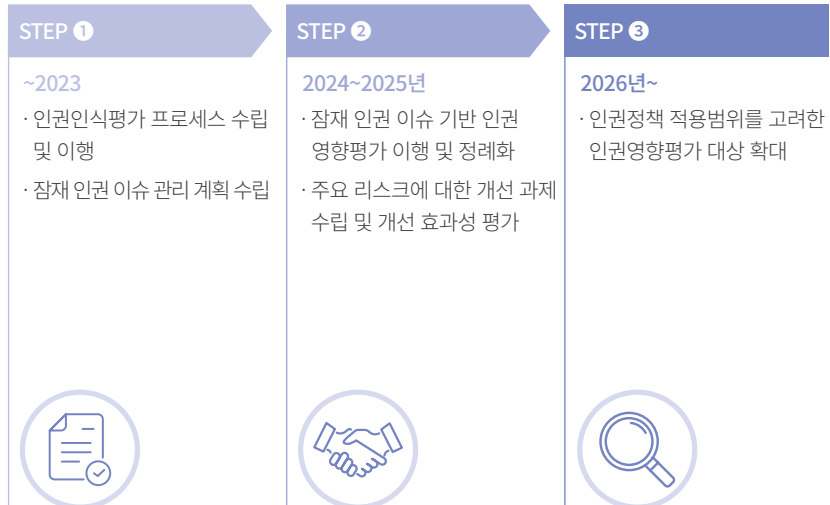 STEP ❶
~2023
· 인권인식평가 프로세스 수립
및 이행
· 잠재 인권 이슈 관리 계획 수립
STEP ❷
2024~2025년
· 잠재 인권 이슈 기반 인권
영향평가 이행 및 정례화
· 주요 리스크에 대한 개선 과제
수립 및 개선 효과성 평가
STEP ❸
2026년~
· 인권정책 적용범위를 고려한
인권영향평가 대상 확대